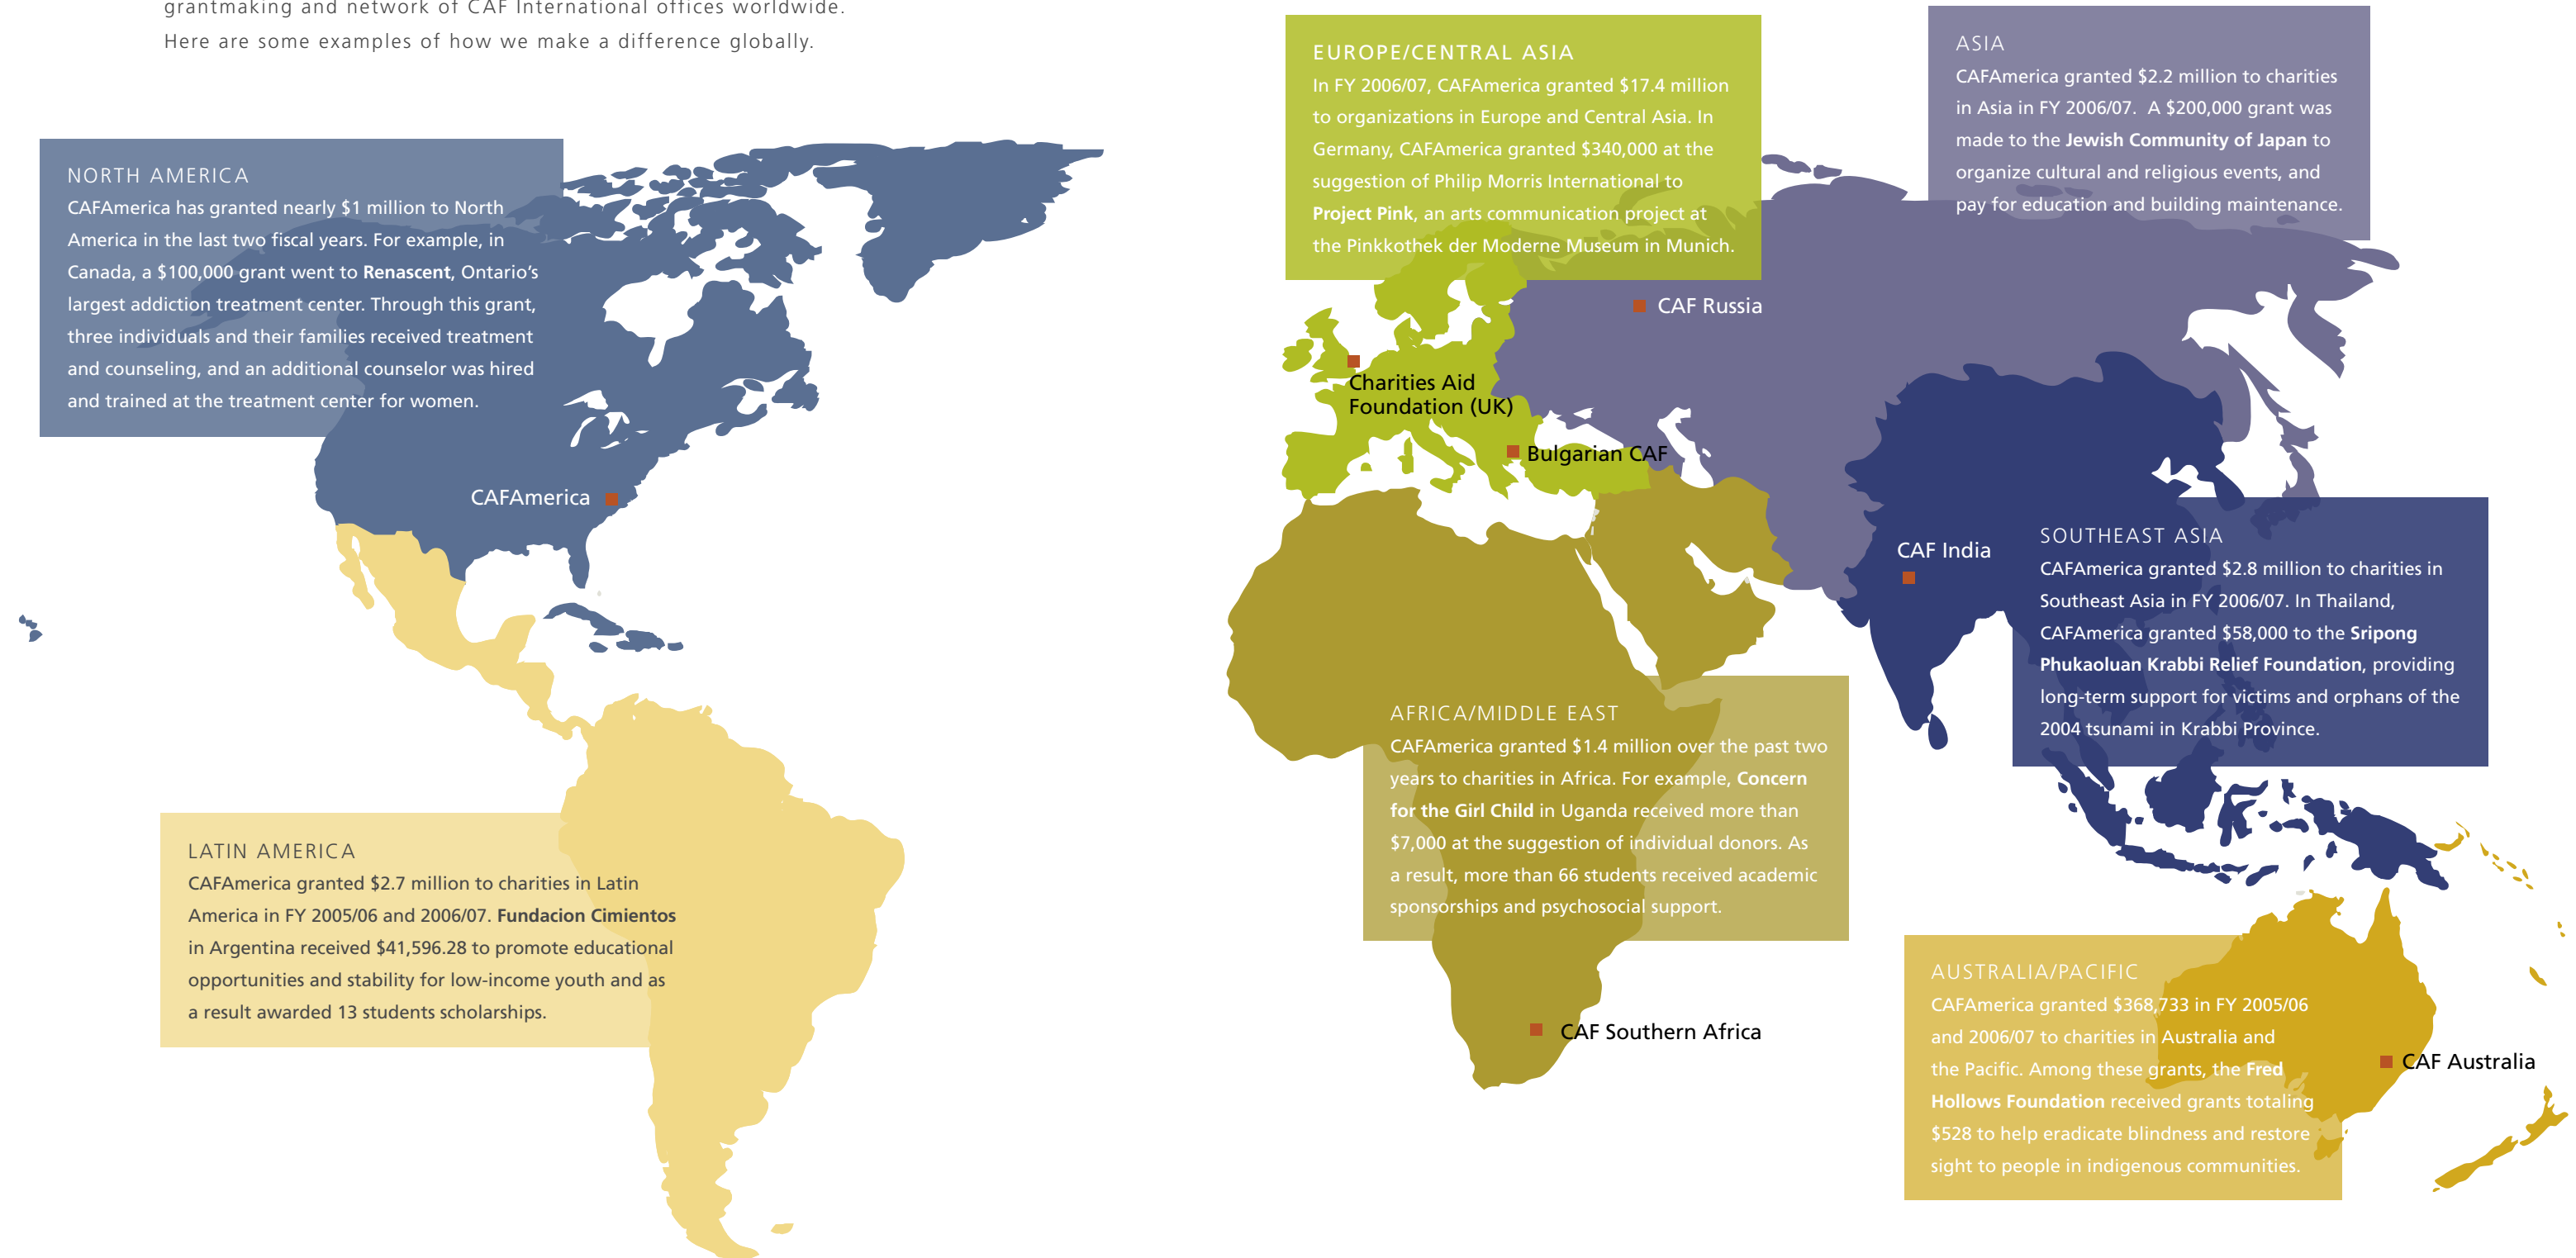 grantmaking and network of CAF International offices worldwide.
Here are some examples of how we make a difference globally.
NORTH AMERICA
CAFAmerica has granted nearly $1 million to North
America in the last two fiscal years. For example, in
Canada, a $100,000 grant went to Renascent, Ontario’s
largest addiction treatment center. Through this grant,
three individuals and their families received treatment
and counseling, and an additional counselor was hired
and trained at the treatment center for women.
CAFAmerica
LATIN AMERICA
CAFAmerica granted $2.7 million to charities in Latin
America in FY 2005/06 and 2006/07. Fundacion Cimientos
in Argentina received $41,596.28 to promote educational
opportunities and stability for low-income youth and as
a result awarded 13 students scholarships.
EUROPE/CENTRAL ASIA
In FY 2006/07, CAFAmerica granted $17.4 million
to organizations in Europe and Central Asia. In
Germany, CAFAmerica granted $340,000 at the
suggestion of Philip Morris International to
Project Pink, an arts communication project at
the Pinkkothek der Moderne Museum in Munich.
CAF Russia
Charities Aid
Foundation (UK)
Bulgarian CAF
ASIA
CAFAmerica granted $2.2 million to charities
in Asia in FY 2006/07. A $200,000 grant was
made to the Jewish Community of Japan to
organize cultural and religious events, and
pay for education and building maintenance.
CAF India
SOUTHEAST ASIA
CAFAmerica granted $2.8 million to charities in
Southeast Asia in FY 2006/07. In Thailand,
CAFAmerica granted $58,000 to the Sripong
Phukaoluan Krabbi Relief Foundation, providing
long-term support for victims and orphans of the
2004 tsunami in Krabbi Province.
AFRICA/MIDDLE EAST
CAFAmerica granted $1.4 million over the past two
years to charities in Africa. For example, Concern
for the Girl Child in Uganda received more than
$7,000 at the suggestion of individual donors. As
a result, more than 66 students received academic
sponsorships and psychosocial support.
CAF Southern Africa
AUSTRALIA/PACIFIC
CAFAmerica granted $368,733 in FY 2005/06
and 2006/07 to charities in Australia and
the Pacific. Among these grants, the Fred
Hollows Foundation received grants totaling
$528 to help eradicate blindness and restore
sight to people in indigenous communities.
CAF Australia